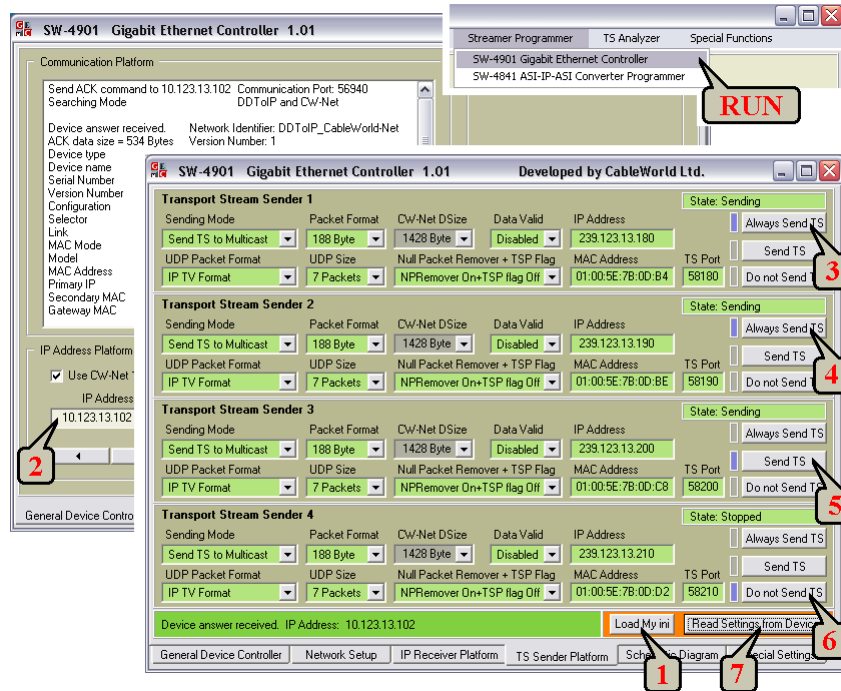 SW-4901 Gigabit Ethernet Controller 1.01
Streamer Programmer TS Analyzer Special Functions
SW-4901 Gigabit Ethernet Controller
SW-4841 ASI-IP-ASI Converter Programmer
RUN
Communication Platform
Send ACK command to 10.123.13.102 Communication Port: 56940
Searching Mode DDToIP and CW-Net
Device answer received. Network Identifier: DDToIP_CableWorld-Net
ACK data size = 534 Bytes Version Number: 1
Device type
Device name
Serial Number
Version Number
Configuration
Selector
Link
MAC Mode
Model
MAC Address
Primary IP
Secondary MAC
Gateway MAC
IP Address Platform
Use CW-Net
IP Address
10.123.13.102
2
General Device Contro
SW-4901 Gigabit Ethernet Controller 1.01 Developed by CableWorld Ltd.
Transport Stream Sender 1 State: Sending
Sending Mode Packet Format CW-Net DSize Data Valid IP Address Always Send TS
Send TS to Multicast 188 Byte 1428 Byte Disabled 239.123.13.180
UDP Packet Format UDP Size Null Packet Remover + TSP Flag MAC Address TS Port Send TS
IP TV Format 7 Packets NPRemover On+TSP flag Off 01:00:5E:7B:0D:B4 58180 Do not Send T
3
Transport Stream Sender 2 State: Sending
Sending Mode Packet Format CW-Net DSize Data Valid IP Address Always Send TS
Send TS to Multicast 188 Byte 1428 Byte Disabled 239.123.13.190
UDP Packet Format UDP Size Null Packet Remover + TSP Flag MAC Address TS Port Send TS
IP TV Format 7 Packets NPRemover On+TSP flag Off 01:00:5E:7B:0D:BE 58190 Do not Send T
4
Transport Stream Sender 3 State: Sending
Sending Mode Packet Format CW-Net DSize Data Valid IP Address Always Send TS
Send TS to Multicast 188 Byte 1428 Byte Disabled 239.123.13.200
UDP Packet Format UDP Size Null Packet Remover + TSP Flag MAC Address TS Port Send TS
IP TV Format 7 Packets NPRemover On+TSP flag Off 01:00:5E:7B:0D:C8 58200 Do not Send TS
5
Transport Stream Sender 4 State: Stopped
Sending Mode Packet Format CW-Net DSize Data Valid IP Address Always Send TS
Send TS to Multicast 188 Byte 1428 Byte Disabled 239.123.13.210
UDP Packet Format UDP Size Null Packet Remover + TSP Flag MAC Address TS Port Send TS
IP TV Format 7 Packets NPRemover On+TSP flag Off 01:00:5E:7B:0D:D2 58210 Do not Send TS
6
Device answer received. IP Address: 10.123.13.102 Load My ini Read Settings from Device
General Device Controller Network Setup IP Receiver Platform TS Sender Platform Diagram Settings
1 7